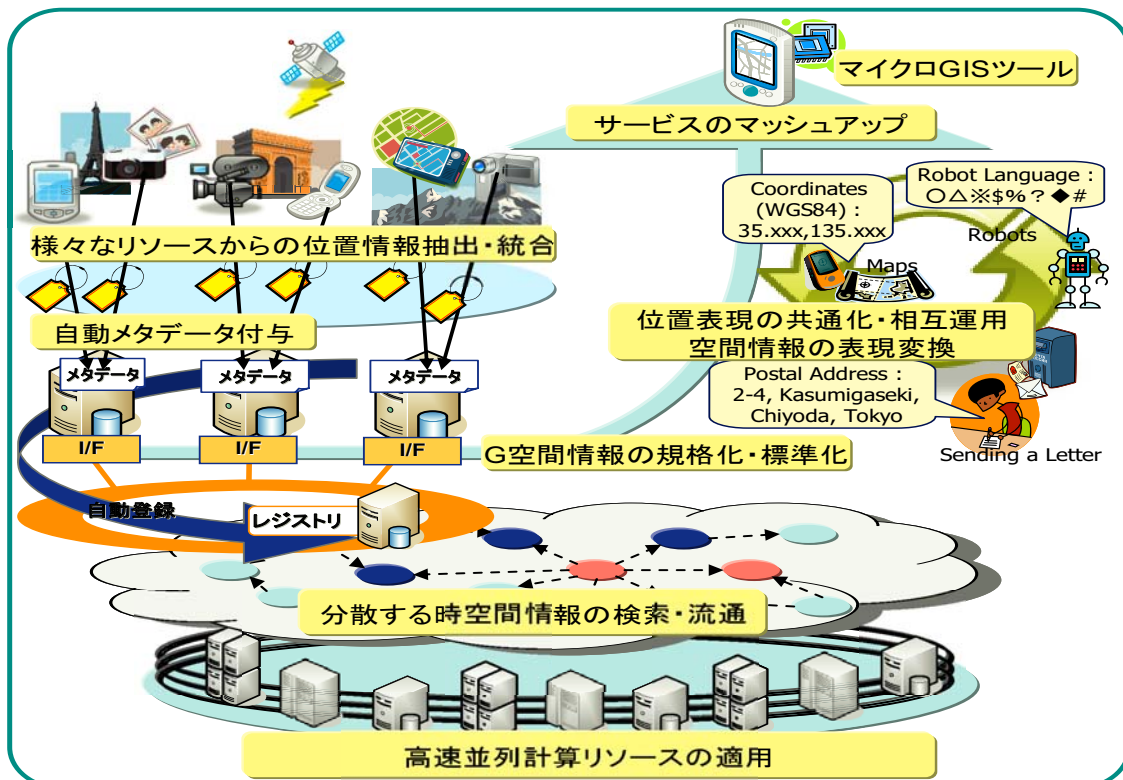 マイクロGISツール
サービスのマッシュアップ
Coordinates
(WGS84) :
35.xxx,135.xxx
Robot Language :
○△※$%?◆#
Robots
Maps
様々なリソースからの位置情報抽出・統合
自動メタデータ付与
位置表現の共通化・相互運用
空間情報の表現変換
メタデータ
メタデータ
メタデータ
Postal Address :
2-4, Kasumigaseki,
Chiyoda, Tokyo
I/F
I/F
I/F
G空間情報の規格化・標準化
Sending a Letter
自動登録
レジストリ
分散する時空間情報の検索・流通
高速並列計算リソースの適用